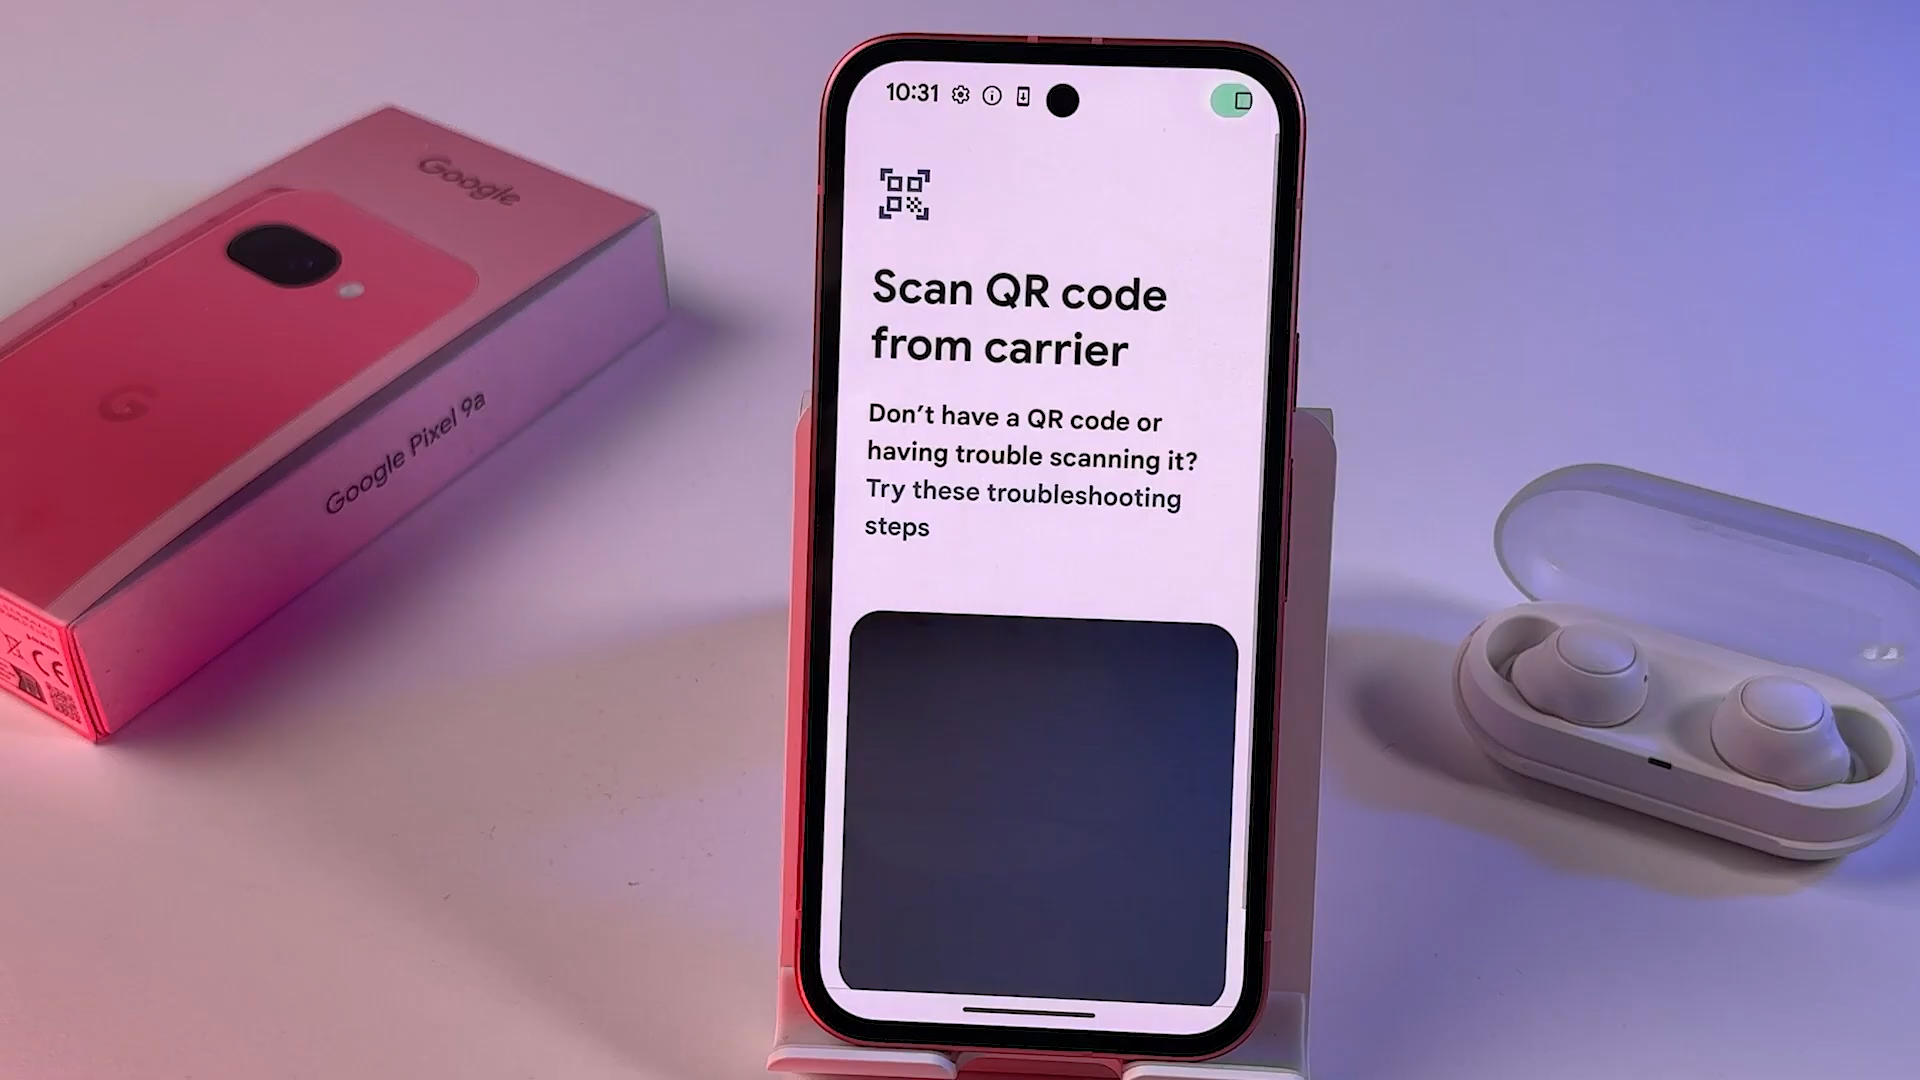 Google
Google Pixel 9a
CE
10:31
Scan QR code
from carrier
Don't have a QR code or
having trouble scanning it?
Try these troubleshooting
steps